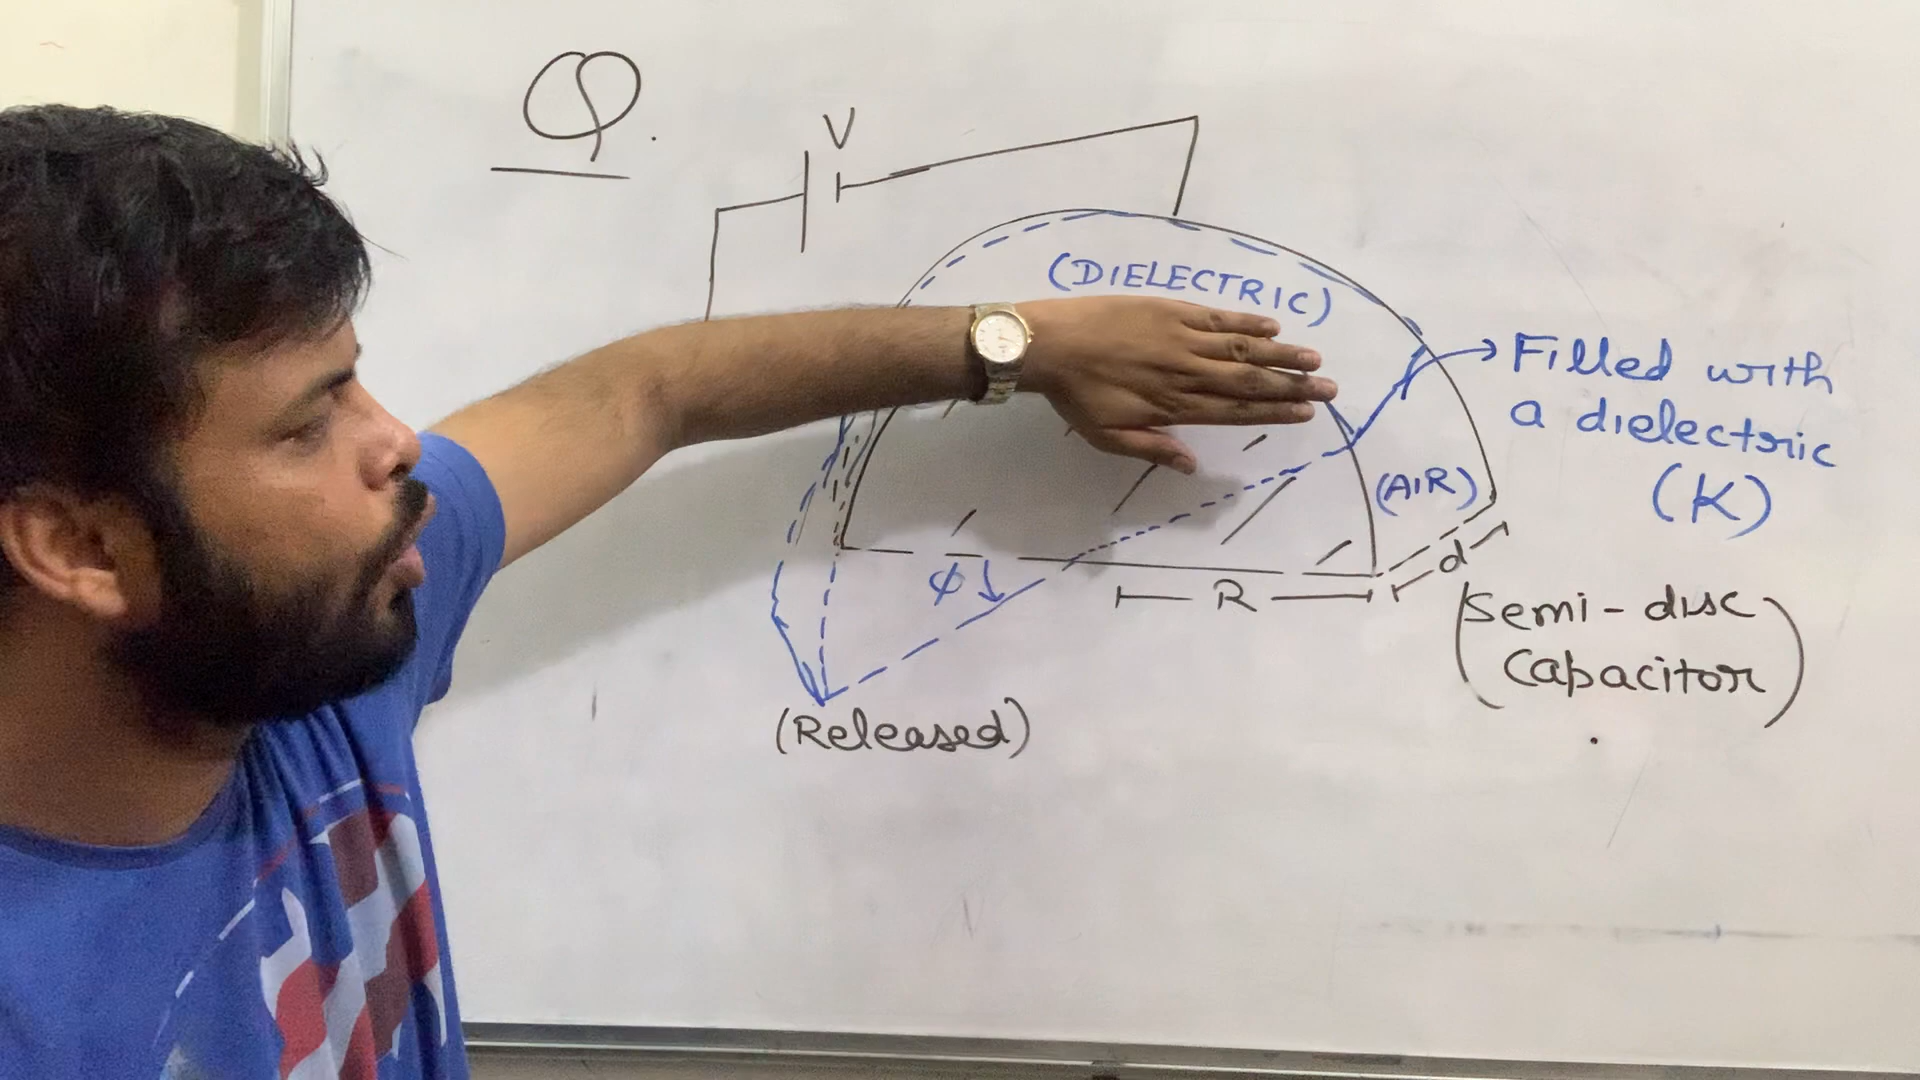 Q.
V
(DIELECTRIC)
Filled with
a dielectric
(K)
(AIR)
d
R
ϕ
(Semi-disc
Capacitor)
(Released)